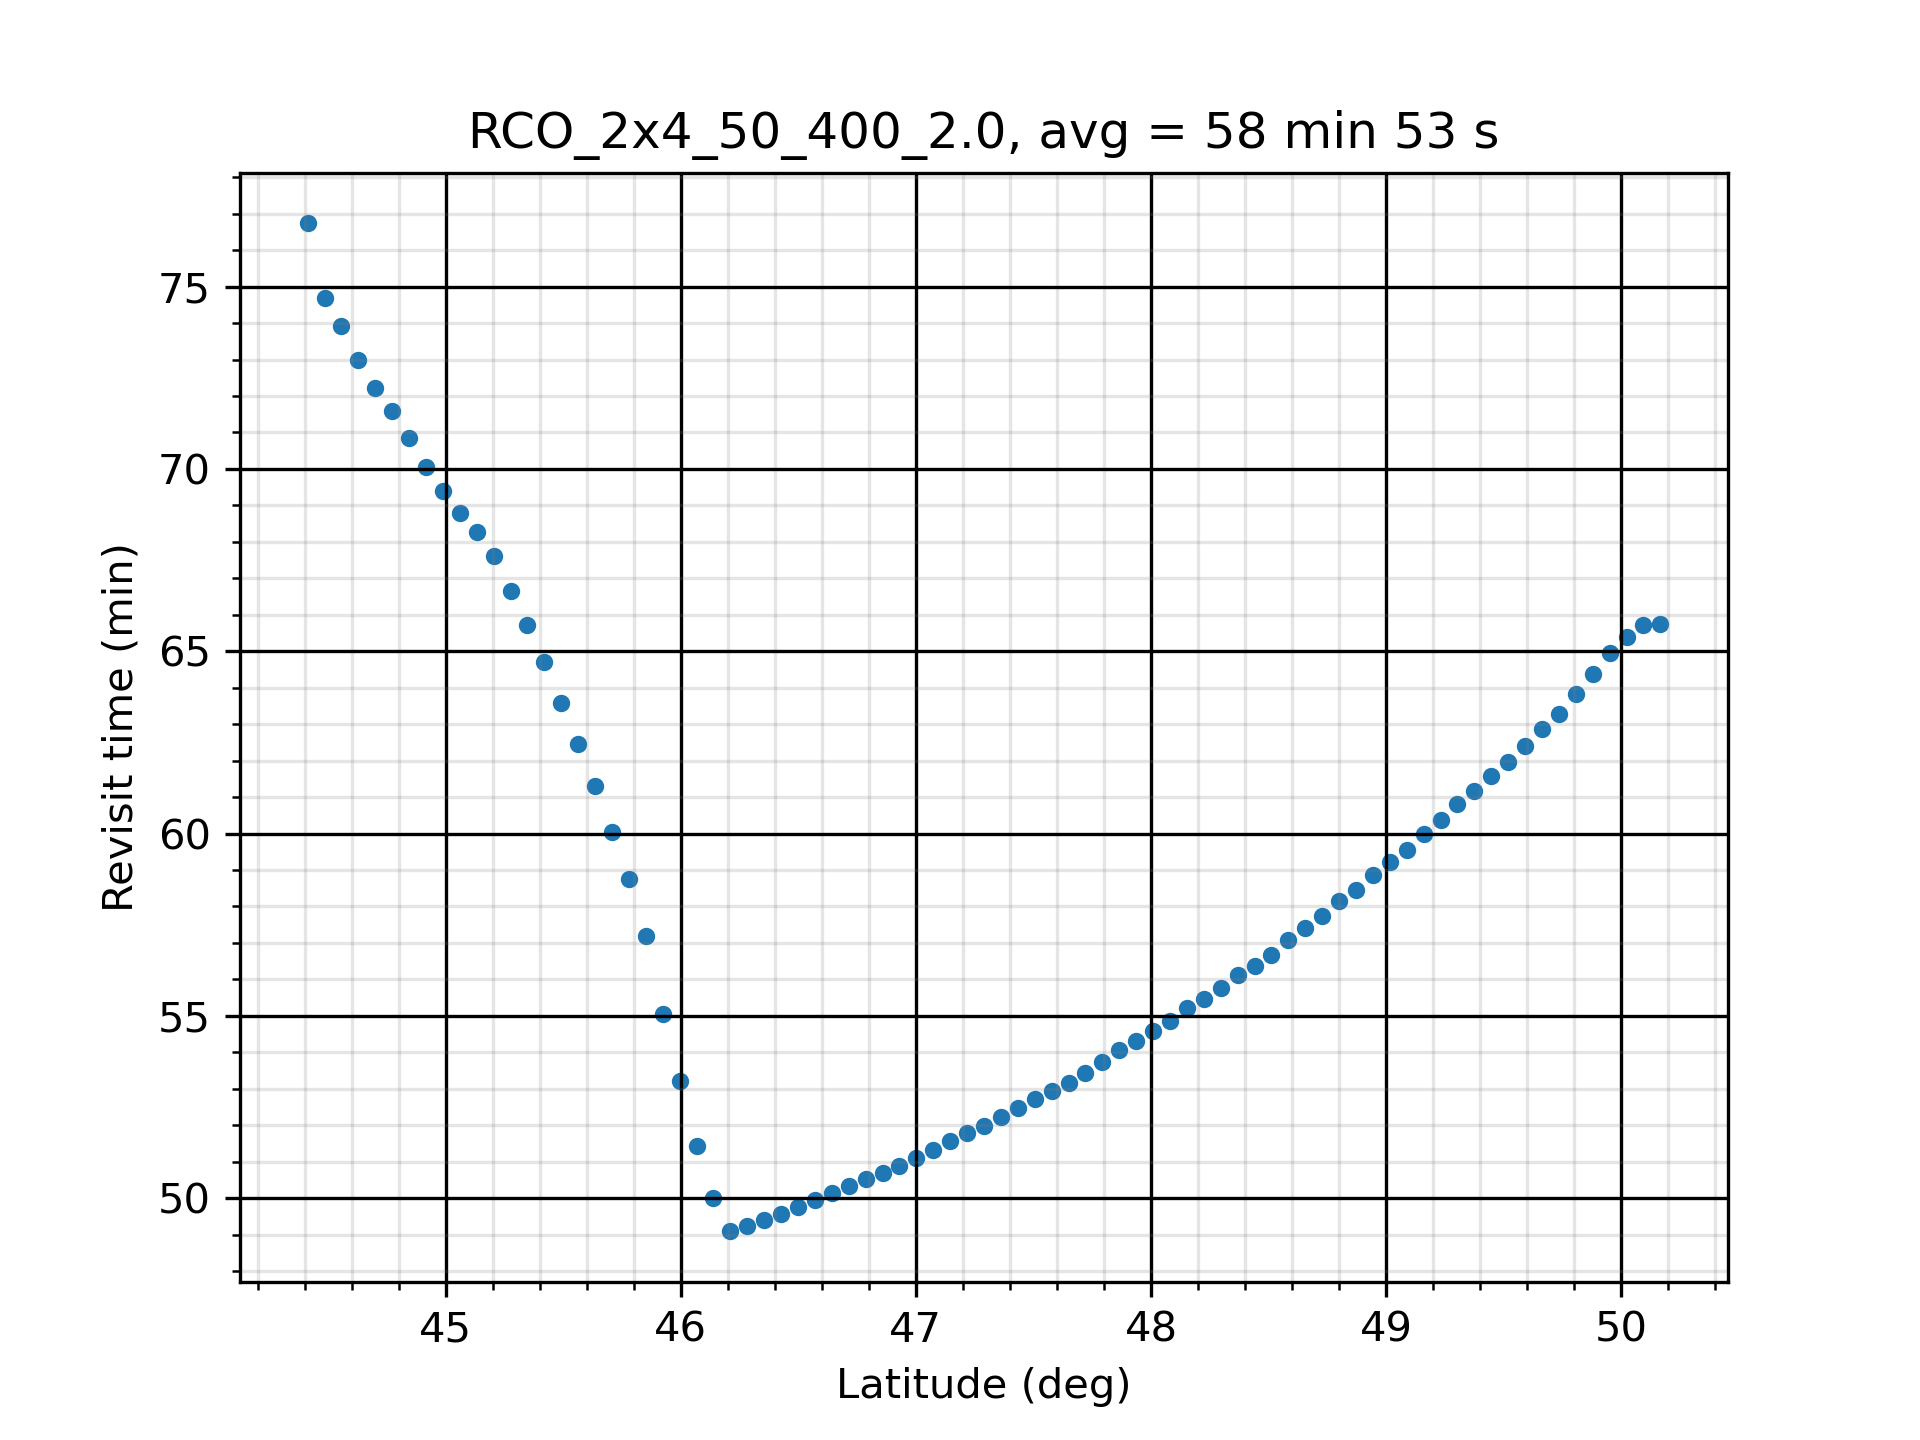 RCO_2x4_50_400_2.0, avg = 58 min 53 s
Revisit time (min)
75
70
65
60
55
50
45 46 47 48 49 50
Latitude (deg)